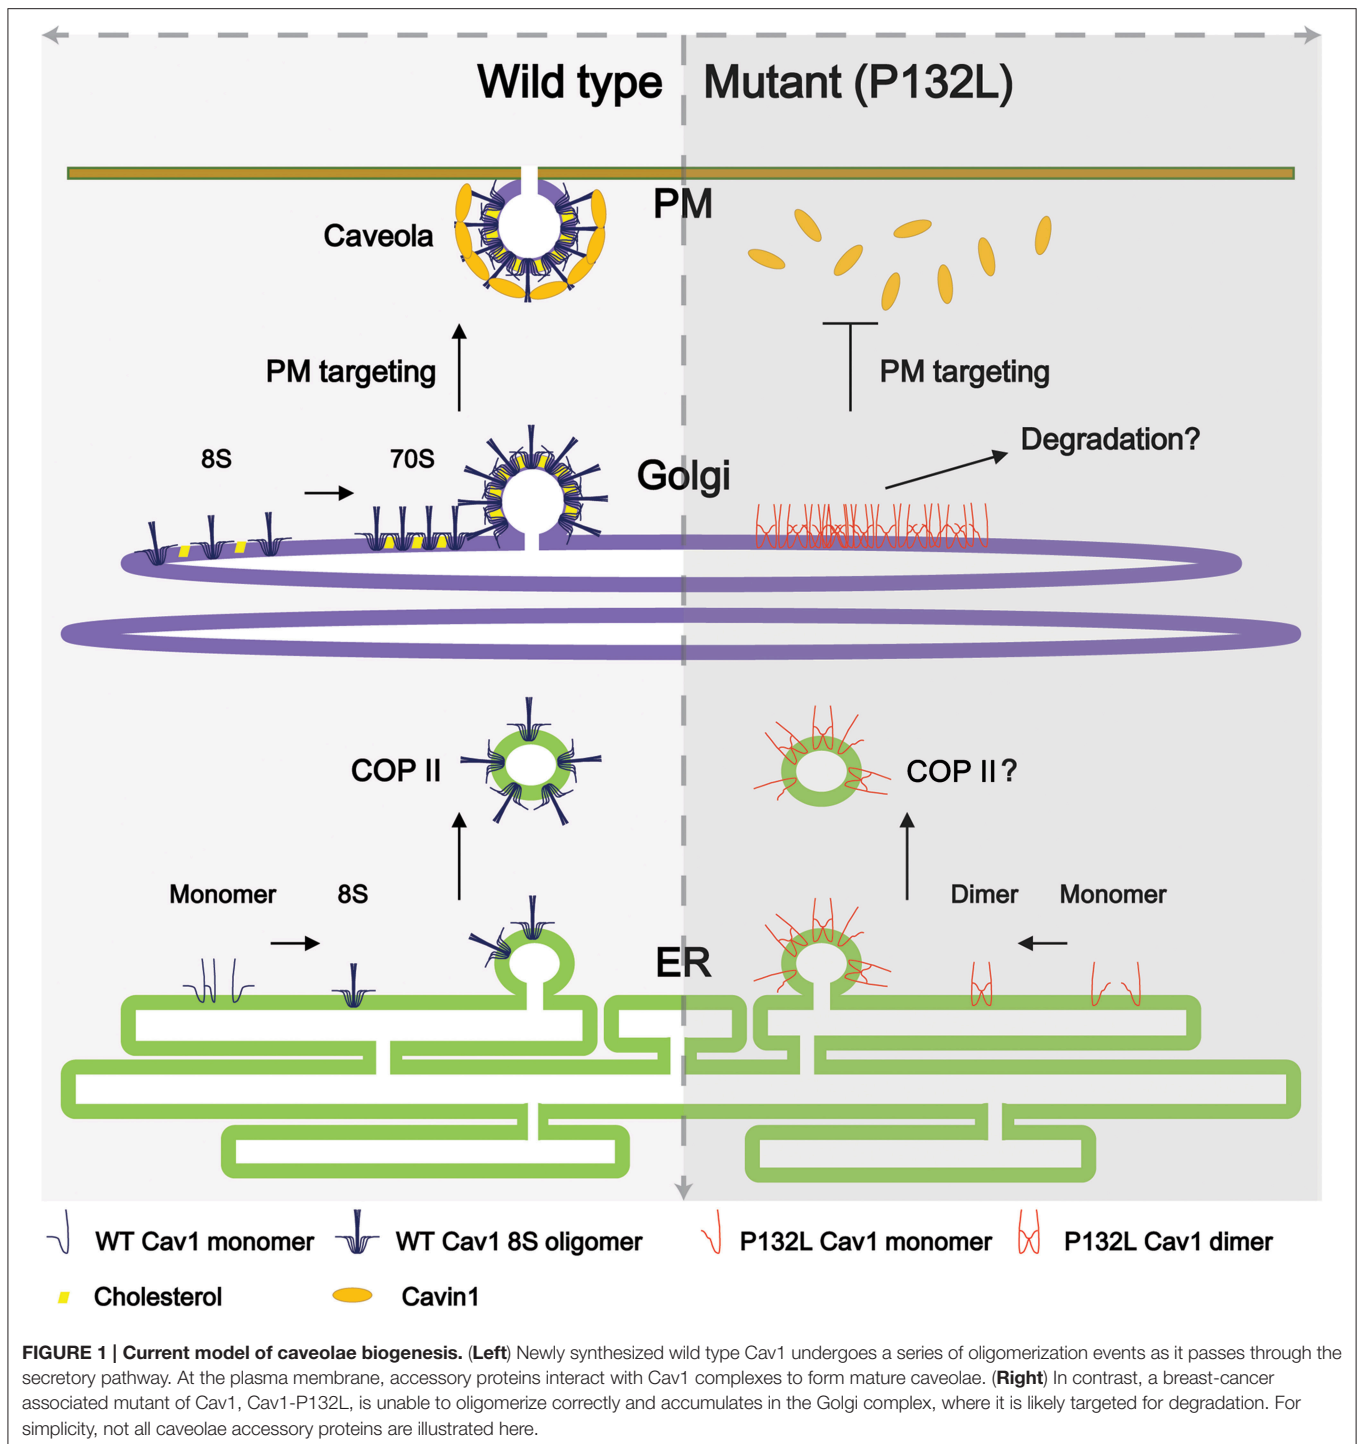 Wild type
Mutant (P132L)
PM
Caveola
PM targeting
PM targeting
Degradation?
8S
70S
Golgi
COP II
COP II?
Monomer
8S
Dimer
Monomer
ER
WT Cav1 monomer
WT Cav1 8S oligomer
P132L Cav1 monomer
P132L Cav1 dimer
Cholesterol
Cavin1
FIGURE 1 | Current model of caveolae biogenesis. (Left) Newly synthesized wild type Cav1 undergoes a series of oligomerization events as it passes through the
secretory pathway. At the plasma membrane, accessory proteins interact with Cav1 complexes to form mature caveolae. (Right) In contrast, a breast-cancer
associated mutant of Cav1, Cav1-P132L, is unable to oligomerize correctly and accumulates in the Golgi complex, where it is likely targeted for degradation. For
simplicity, not all caveolae accessory proteins are illustrated here.